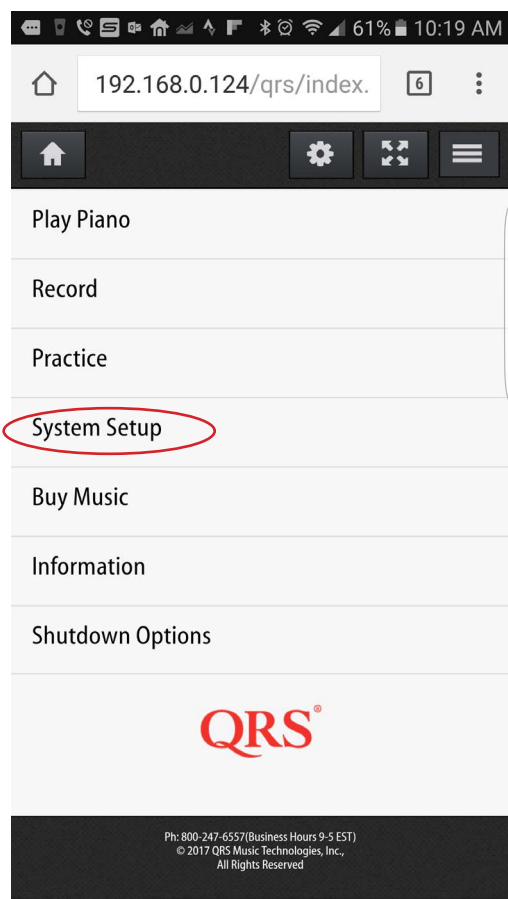 61% 10:19 AM
192.168.0.124/qrs/index. 6
Play Piano
Record
Practice
System Setup
Buy Music
Information
Shutdown Options
QRS®
Ph: 800-247-6557(Business Hours 9-5 EST)
© 2017 QRS Music Technologies, Inc.,
All Rights Reserved